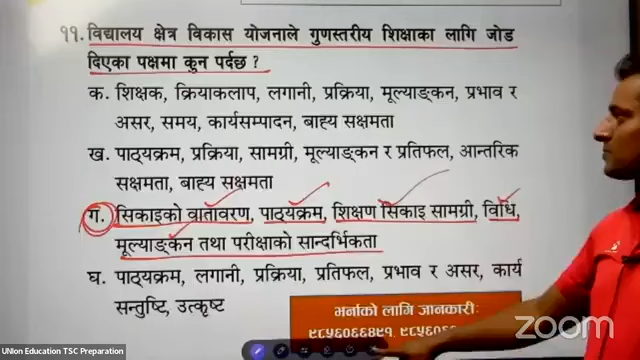 ११. विद्यालय क्षेत्र विकास योजनाले गुणस्तरीय शिक्षाका लागि जोड
दिएका पक्षमा कुन पर्दछ ?
क. शिक्षक, क्रियाकलाप, लगानी, प्रक्रिया, मूल्याङ्कन, प्रभाव र
असर, समय, कार्यसम्पादन, बाह्य सक्षमता
ख. पाठ्यक्रम, प्रक्रिया, सामग्री, मूल्याङ्कन र प्रतिफल, आन्तरिक
सक्षमता, बाह्य सक्षमता
ग. सिकाइको वातावरण, पाठ्यक्रम, शिक्षण सिकाइ सामग्री, विधि,
मूल्याङ्कन तथा परीक्षाको सान्दर्भिकता
घ. पाठ्यक्रम, लगानी, प्रक्रिया, प्रतिफल, प्रभाव र असर, कार्य
सन्तुष्टि, उत्कृष्ट
भर्नाको लागि जानकारी:
९८५६०६६४९१
UNIon Education TSC Preparation
zoom